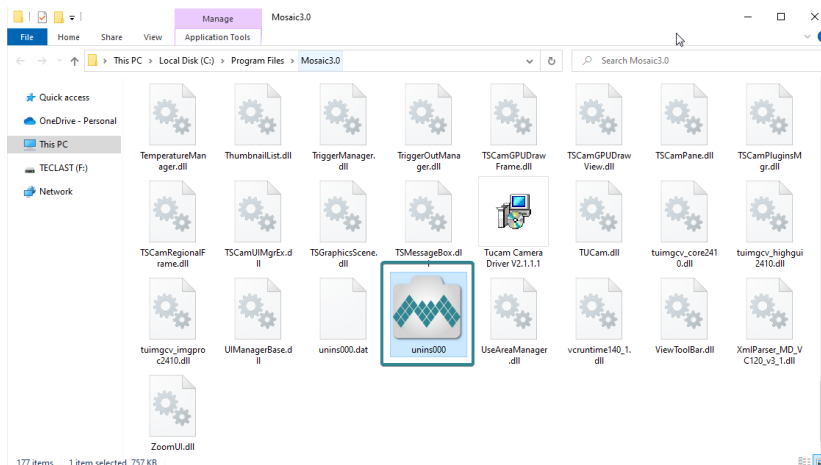 Manage
Mosaic3.0
File
Home
Share
View
Application Tools
This PC
Local Disk (C:)
Program Files
Mosaic3.0
Search Mosaic3.0
Quick access
OneDrive - Personal
This PC
TECLAST (F:)
Network
TemperatureMan
ager.dll
ThumbnailList.dll
TriggerManager.
dll
TriggerOutMana
ger.dll
TSCamGPUDraw
Frame.dll
TSCamGPUDraw
View.dll
TSCamPane.dll
TSCamPluginsM
gr.dll
TSCamRegionalF
rame.dll
TSCamUIMgrEx.d
ll
TSGraphicsScene.
dll
TSMessageBox.dl
l
Tucam Camera
Driver V2.1.1.1
TUCam.dll
tuimgcv_core241
0.dll
tuimgcv_highgui
2410.dll
tuimgcv_imgpro
c2410.dll
UIManagerBase.d
ll
unins000.dat
unins000
UseAreaManager
.dll
vcruntime140_1.
dll
ViewToolBar.dll
XmlParser_MD_V
C120_v3_1.dll
ZoomUI.dll
177 items
1 item selected 757 KB